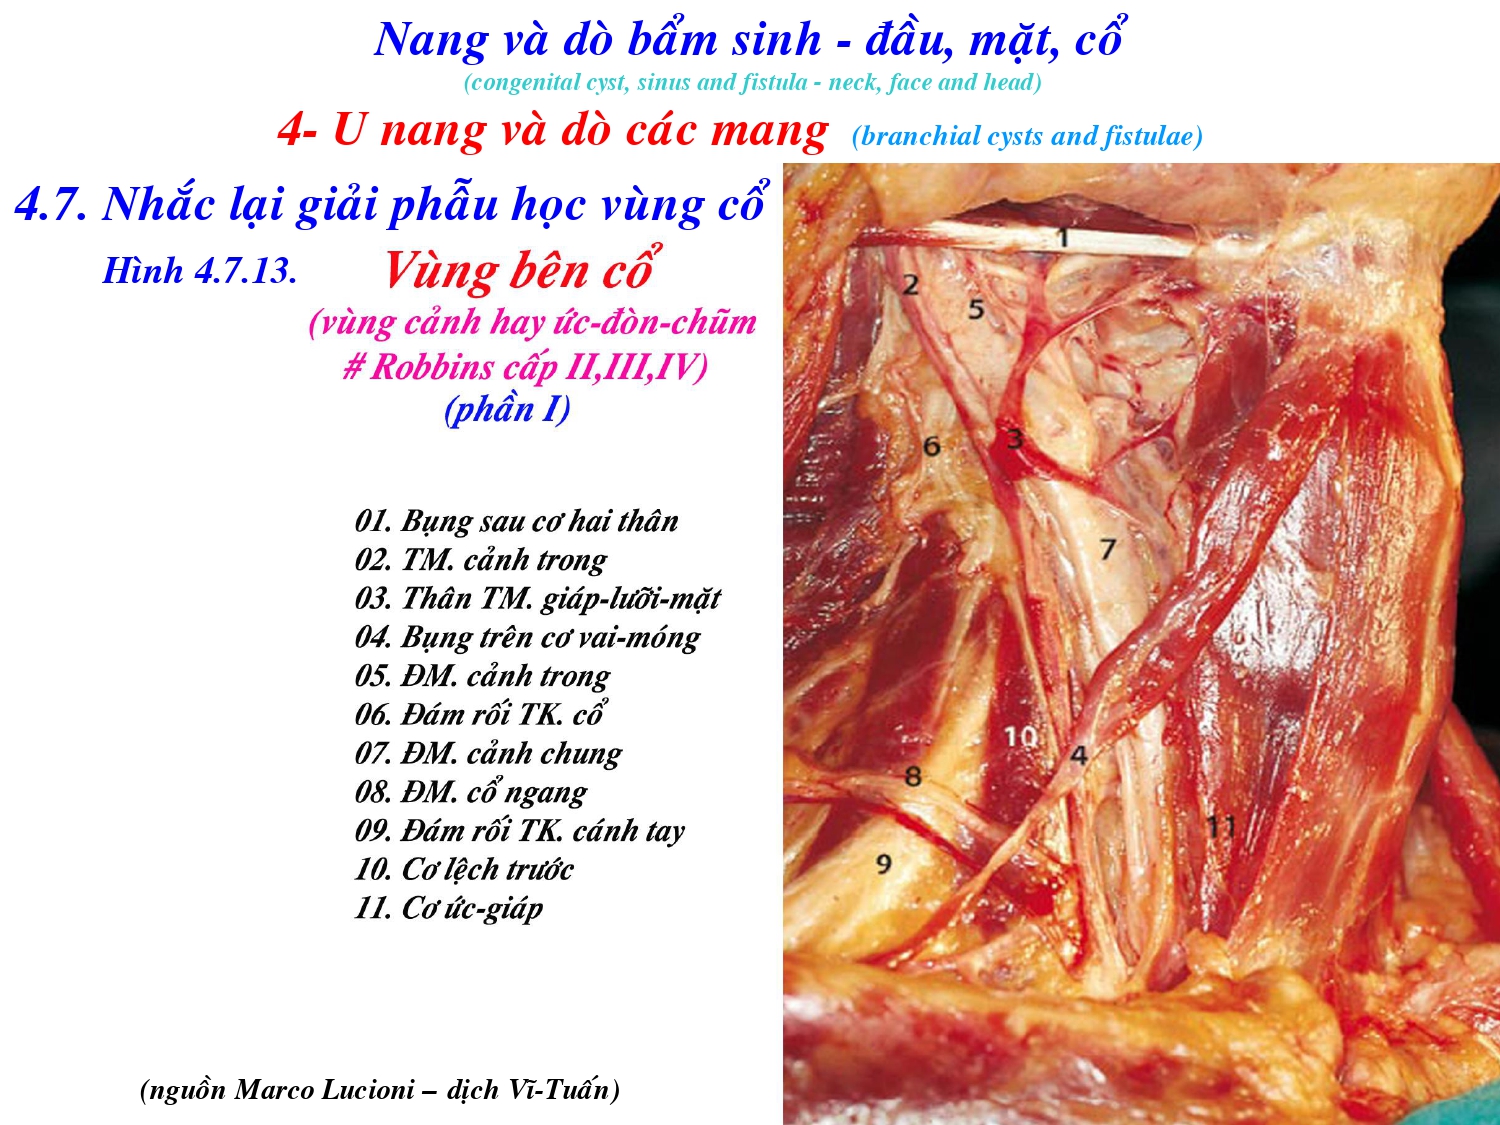 Nang và dò bẩm sinh - đầu, mặt, cổ
(congenital cyst, sinus and fistula - neck, face and head)
4- U nang và dò các mang (branchial cysts and fistulae)
4.7. Nhắc lại giải phẫu học vùng cổ
Hình 4.7.13. Vùng bên cổ
(vùng cảnh hay ức-đòn-chũm
# Robbins cấp II,III,IV)
(phần I)
01. Bụng sau cơ hai thân
02. TM. cảnh trong
03. Thân TM. giáp-lưỡi-mặt
04. Bụng trên cơ vai-móng
05. ĐM. cảnh trong
06. Đám rối TK. cổ
07. ĐM. cảnh chung
08. ĐM. cổ ngang
09. Đám rối TK. cánh tay
10. Cơ lệch trước
11. Cơ ức-giáp
(nguồn Marco Lucioni – dịch Vĩ-Tuấn)
1
2
5
3
6
7
10
4
8
11
9